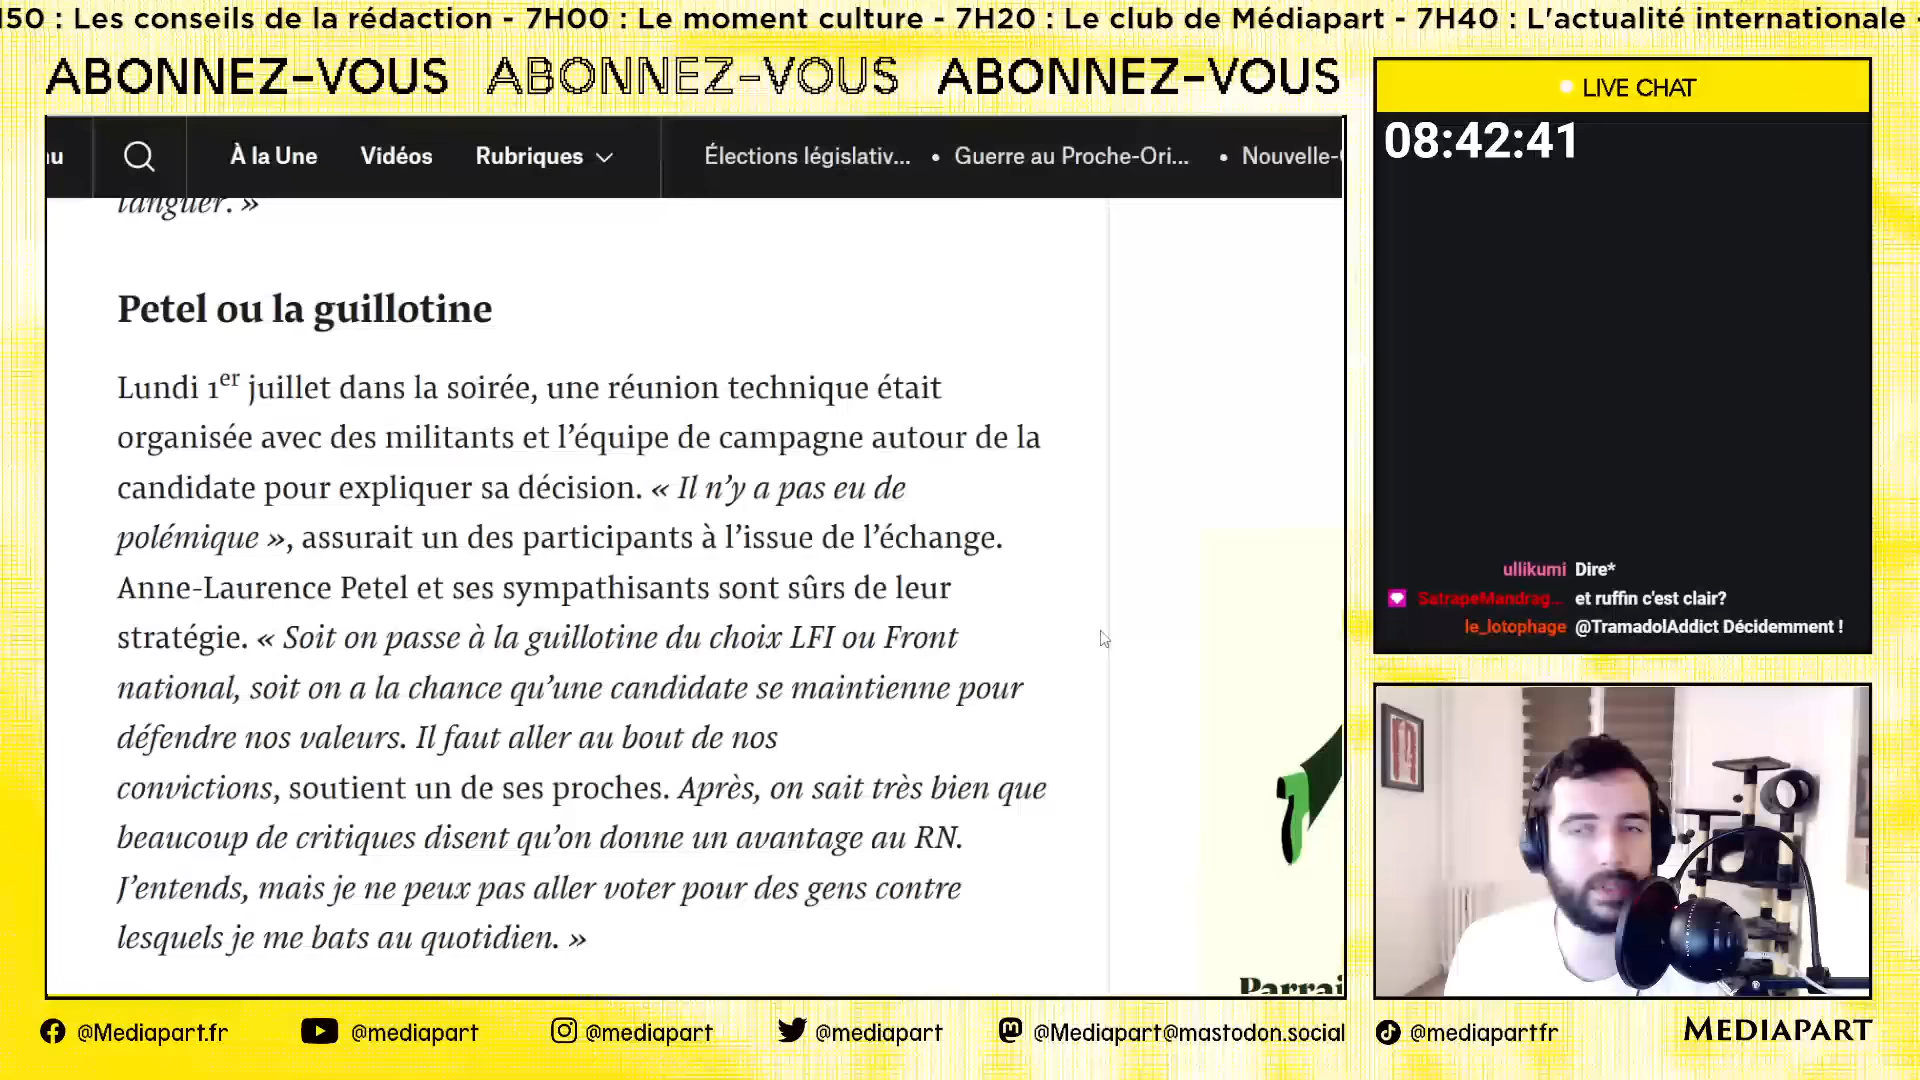 150 : Les conseils de la rédaction - 7H00 : Le moment culture - 7H20 : Le club de Médiapart - 7H40 : L'actualité internationale -
ABONNEZ-VOUS ABONNEZ-VOUS ABONNEZ-VOUS
À la Une Vidéos Rubriques Élections législativ... • Guerre au Proche-Ori... • Nouvelle-
languer. »
Petel ou la guillotine
Lundi 1er juillet dans la soirée, une réunion technique était
organisée avec des militants et l’équipe de campagne autour de la
candidate pour expliquer sa décision. « Il n’y a pas eu de
polémique », assurait un des participants à l’issue de l’échange.
Anne-Laurence Petel et ses sympathisants sont sûrs de leur
stratégie. « Soit on passe à la guillotine du choix LFI ou Front
national, soit on a la chance qu’une candidate se maintienne pour
défendre nos valeurs. Il faut aller au bout de nos
convictions, soutient un de ses proches. Après, on sait très bien que
beaucoup de critiques disent qu’on donne un avantage au RN.
J’entends, mais je ne peux pas aller voter pour des gens contre
lesquels je me bats au quotidien. »
Parrai
LIVE CHAT
08:42:41
ullikumi Dire*
SatrapeMandrag... et ruffin c'est clair?
le_lotophage @TramadolAddict Décidemment !
@Mediapart.fr @mediapart @mediapart @mediapart @Mediapart@mastodon.social @mediapartfr MEDIAPART